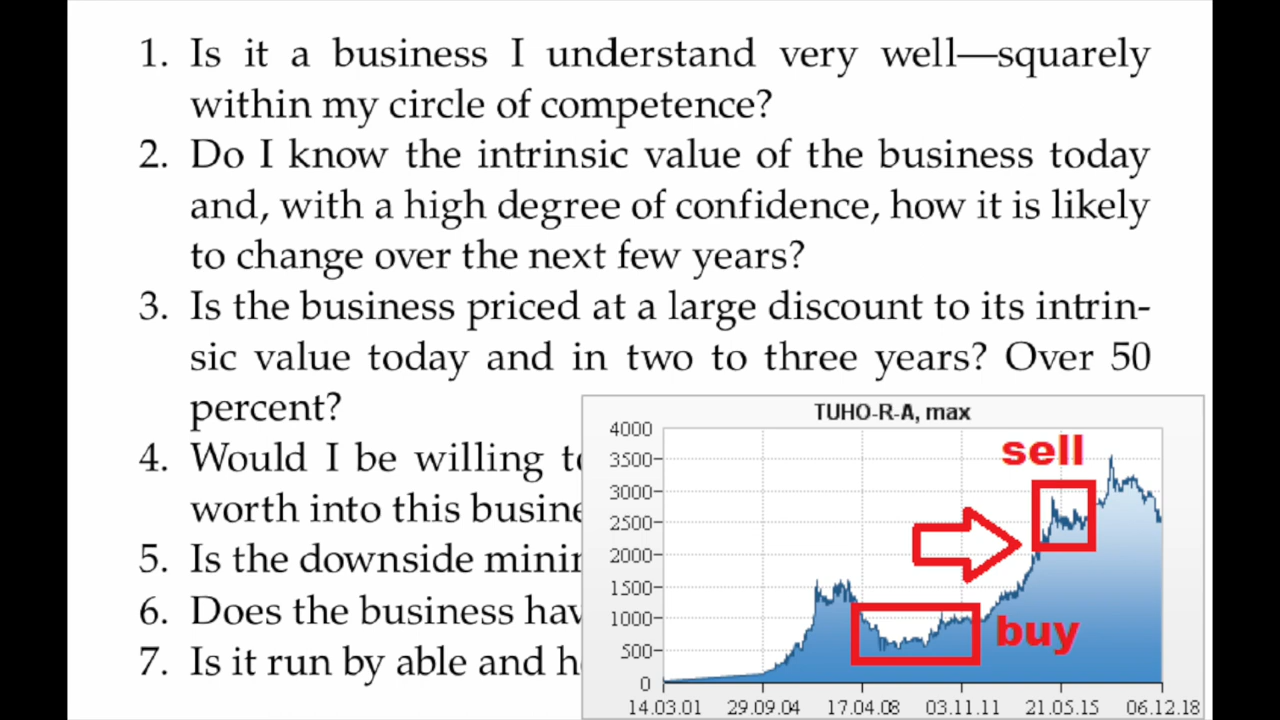 1. Is it a business I understand very well—squarely
within my circle of competence?
2. Do I know the intrinsic value of the business today
and, with a high degree of confidence, how it is likely
to change over the next few years?
3. Is the business priced at a large discount to its intrin-
sic value today and in two to three years? Over 50
percent?
4. Would I be willing
worth into this
5. Is the downside
6. Does the business
7. Is it run by able and
TUHO-R-A, max
4000
3500
3000
2500
2000
1500
1000
500
0
sell
buy
14.03.01 29.09.04 17.04.08 03.11.11 21.05.15 06.12.18